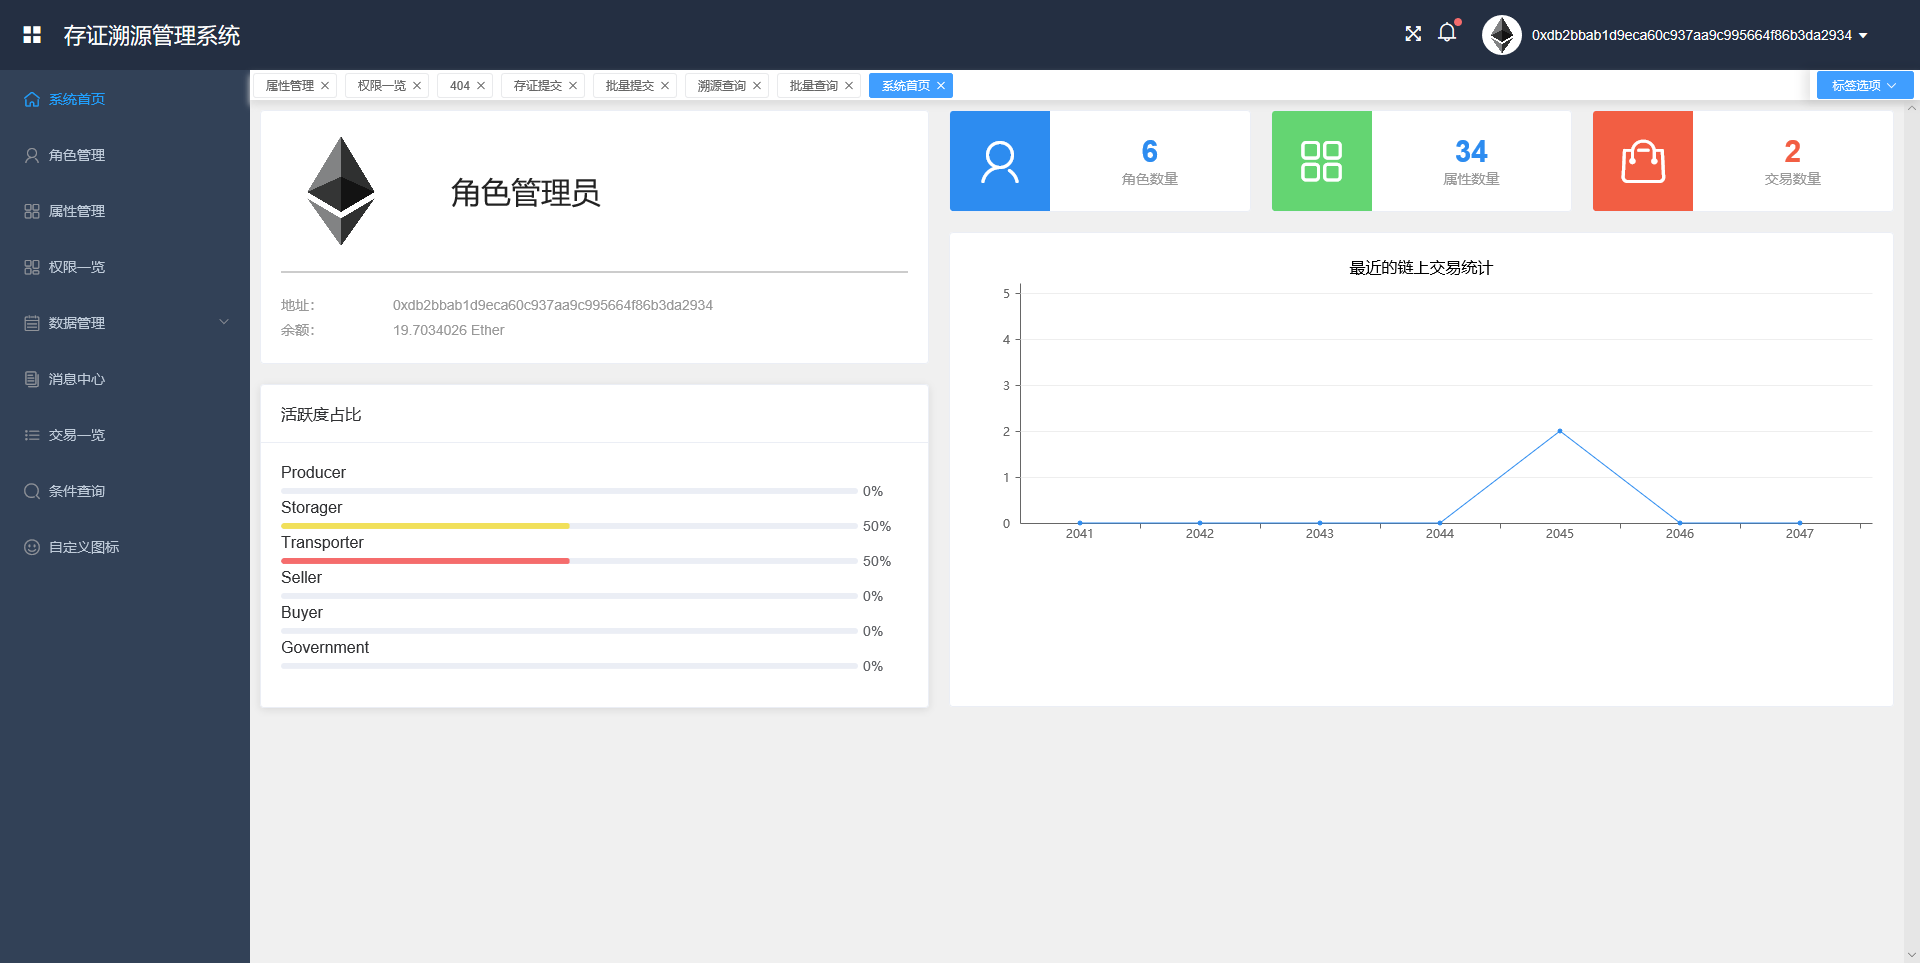 存证溯源管理系统
0xdb2bbab1d9eca60c937aa9c995664f86b3da2934
系统首页
角色管理
属性管理
权限一览
数据管理
消息中心
交易一览
条件查询
自定义图标
属性管理 权限一览 404 存证提交 批量提交 溯源查询 批量查询 系统首页 标签选项
角色管理员
地址: 0xdb2bbab1d9eca60c937aa9c995664f86b3da2934
余额: 19.7034026 Ether
6
角色数量
34
属性数量
2
交易数量
活跃度占比
Producer
0%
Storager
50%
Transporter
50%
Seller
0%
Buyer
0%
Government
0%
最近的链上交易统计
5
4
3
2
1
0
2041 2042 2043 2044 2045 2046 2047